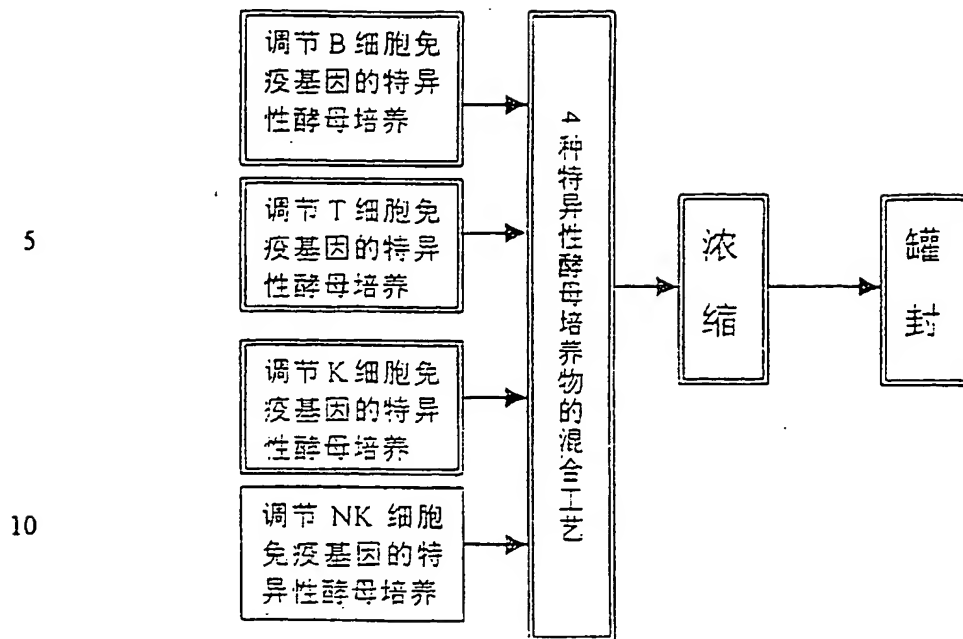 调节 B 细胞免
疫基因的特异
性酵母培养
调节 T 细胞免
疫基因的特异
性酵母培养
调节 K 细胞免
疫基因的特异
性酵母培养
调节 NK 细胞
免疫基因的特
异性酵母培养
4种特异性酵母培养物的混合工艺
浓
缩
罐
封
5
10